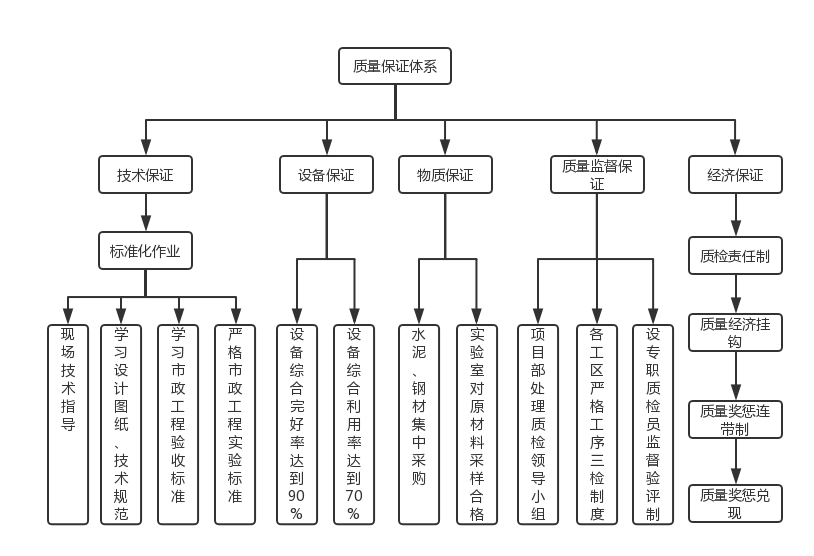 质量保证体系
技术保证
设备保证
物质保证
质量监督保
证
经济保证
标准化作业
质检责任制
质量经济挂
钩
质量奖惩连
带制
质量奖惩兑
现
现场技术指导
学习设计图纸、技术规范
学习市政工程验收标准
严格市政工程实验标准
设备综合完好率达到90%
设备综合利用率达到70%
水泥、钢材集中采购
实验室对原材料采样合格
项目部处理质检领导小组
各工区严格工序三检制度
设专职质检员监督验评制